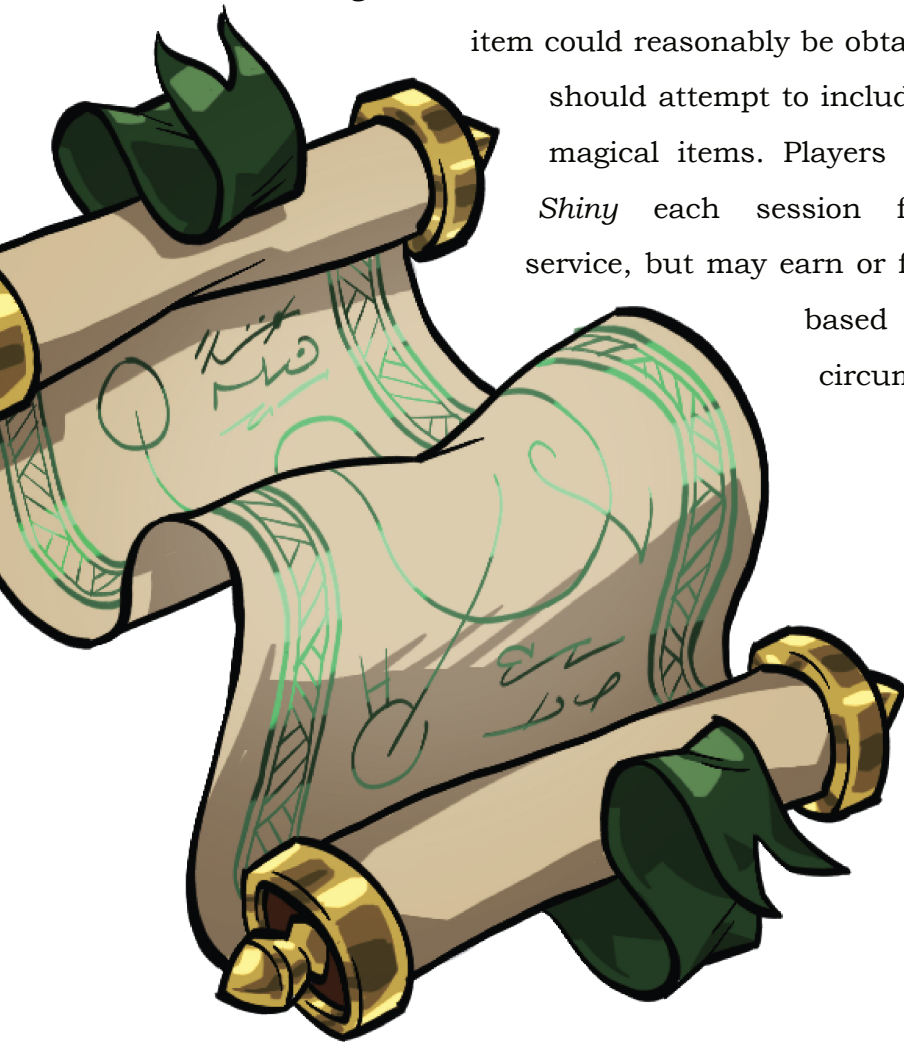 item could reasonably be obta
should attempt to includ
magical items. Players
Shiny each session f
service, but may earn or f
based
circun